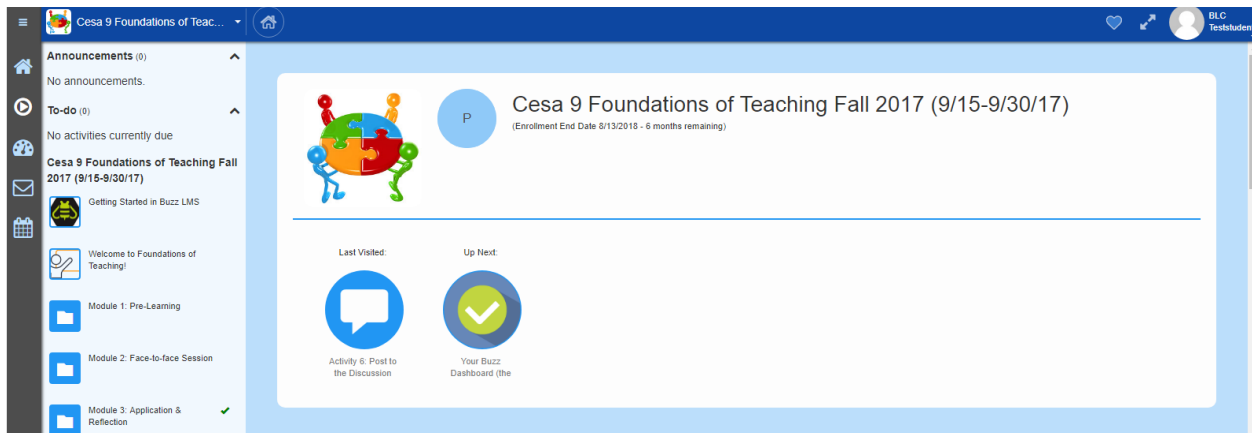 Cesa 9 Foundations of Teac...
BLC
Teststuden
Announcements (0)
No announcements.
To-do (0)
No activities currently due
Cesa 9 Foundations of Teaching Fall
2017 (9/15-9/30/17)
Getting Started in Buzz LMS
Welcome to Foundations of
Teaching!
Module 1: Pre-Learning
Module 2: Face-to-face Session
Module 3: Application &
Reflection
P
Cesa 9 Foundations of Teaching Fall 2017 (9/15-9/30/17)
(Enrollment End Date 8/13/2018 - 6 months remaining)
Last Visited:
Up Next:
Activity 6: Post to
the Discussion
Your Buzz
Dashboard (the